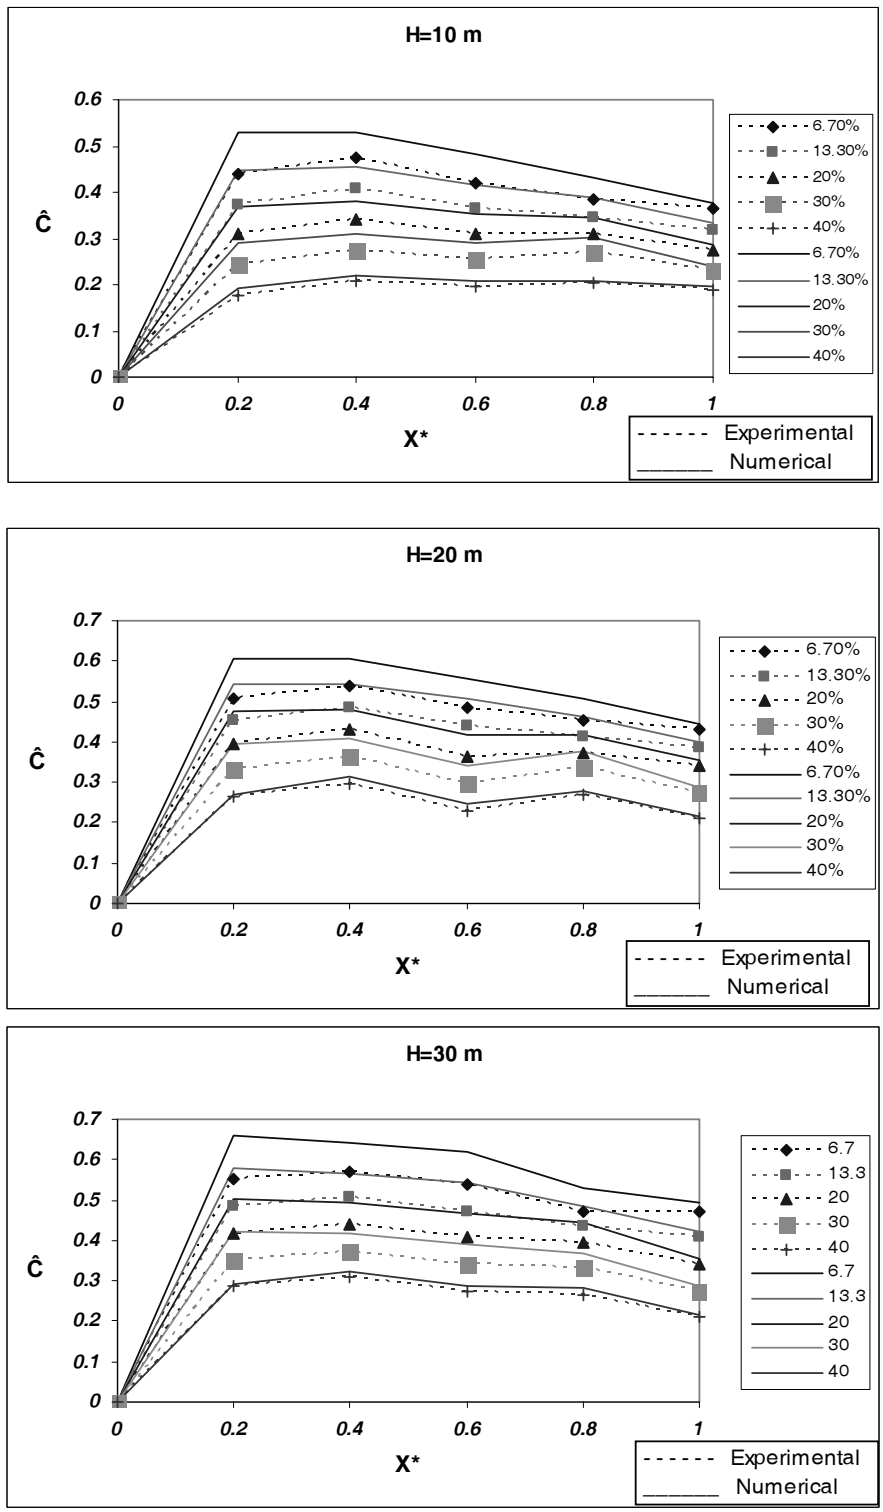 H=10 m
0.6
0.5
0.4
0.3
0.2
0.1
0
Ĉ
0 0.2 0.4 0.6 0.8 1
X*
6.70%
13.30%
20%
30%
40%
6.70%
13.30%
20%
30%
40%
Experimental
Numerical
H=20 m
0.7
0.6
0.5
0.4
0.3
0.2
0.1
0
Ĉ
0 0.2 0.4 0.6 0.8 1
X*
6.70%
13.30%
20%
30%
40%
6.70%
13.30%
20%
30%
40%
Experimental
Numerical
H=30 m
0.7
0.6
0.5
0.4
0.3
0.2
0.1
0
Ĉ
0 0.2 0.4 0.6 0.8 1
X*
6.7
13.3
20
30
40
6.7
13.3
20
30
40
Experimental
Numerical